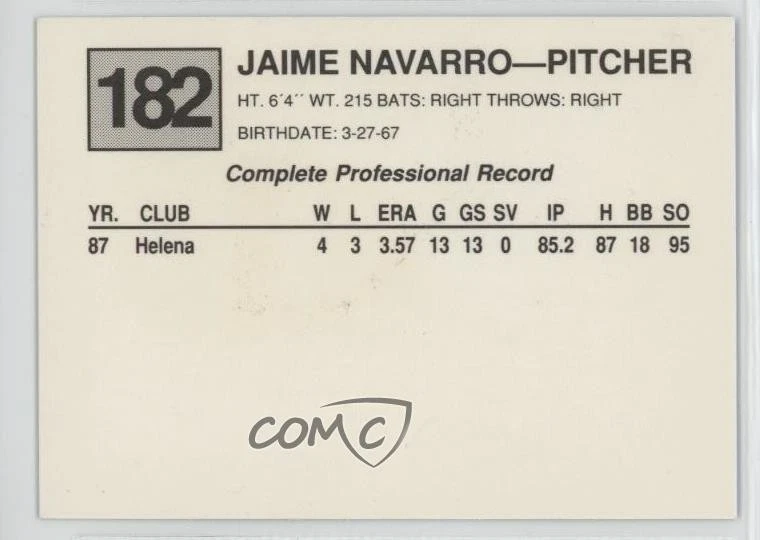 182
JAIME NAVARRO—PITCHER
HT. 6´4´´ WT. 215 BATS: RIGHT THROWS: RIGHT
BIRTHDATE: 3-27-67
Complete Professional Record
YR. CLUB W L ERA G GS SV IP H BB SO
87 Helena 4 3 3.57 13 13 0 85.2 87 18 95
COMC